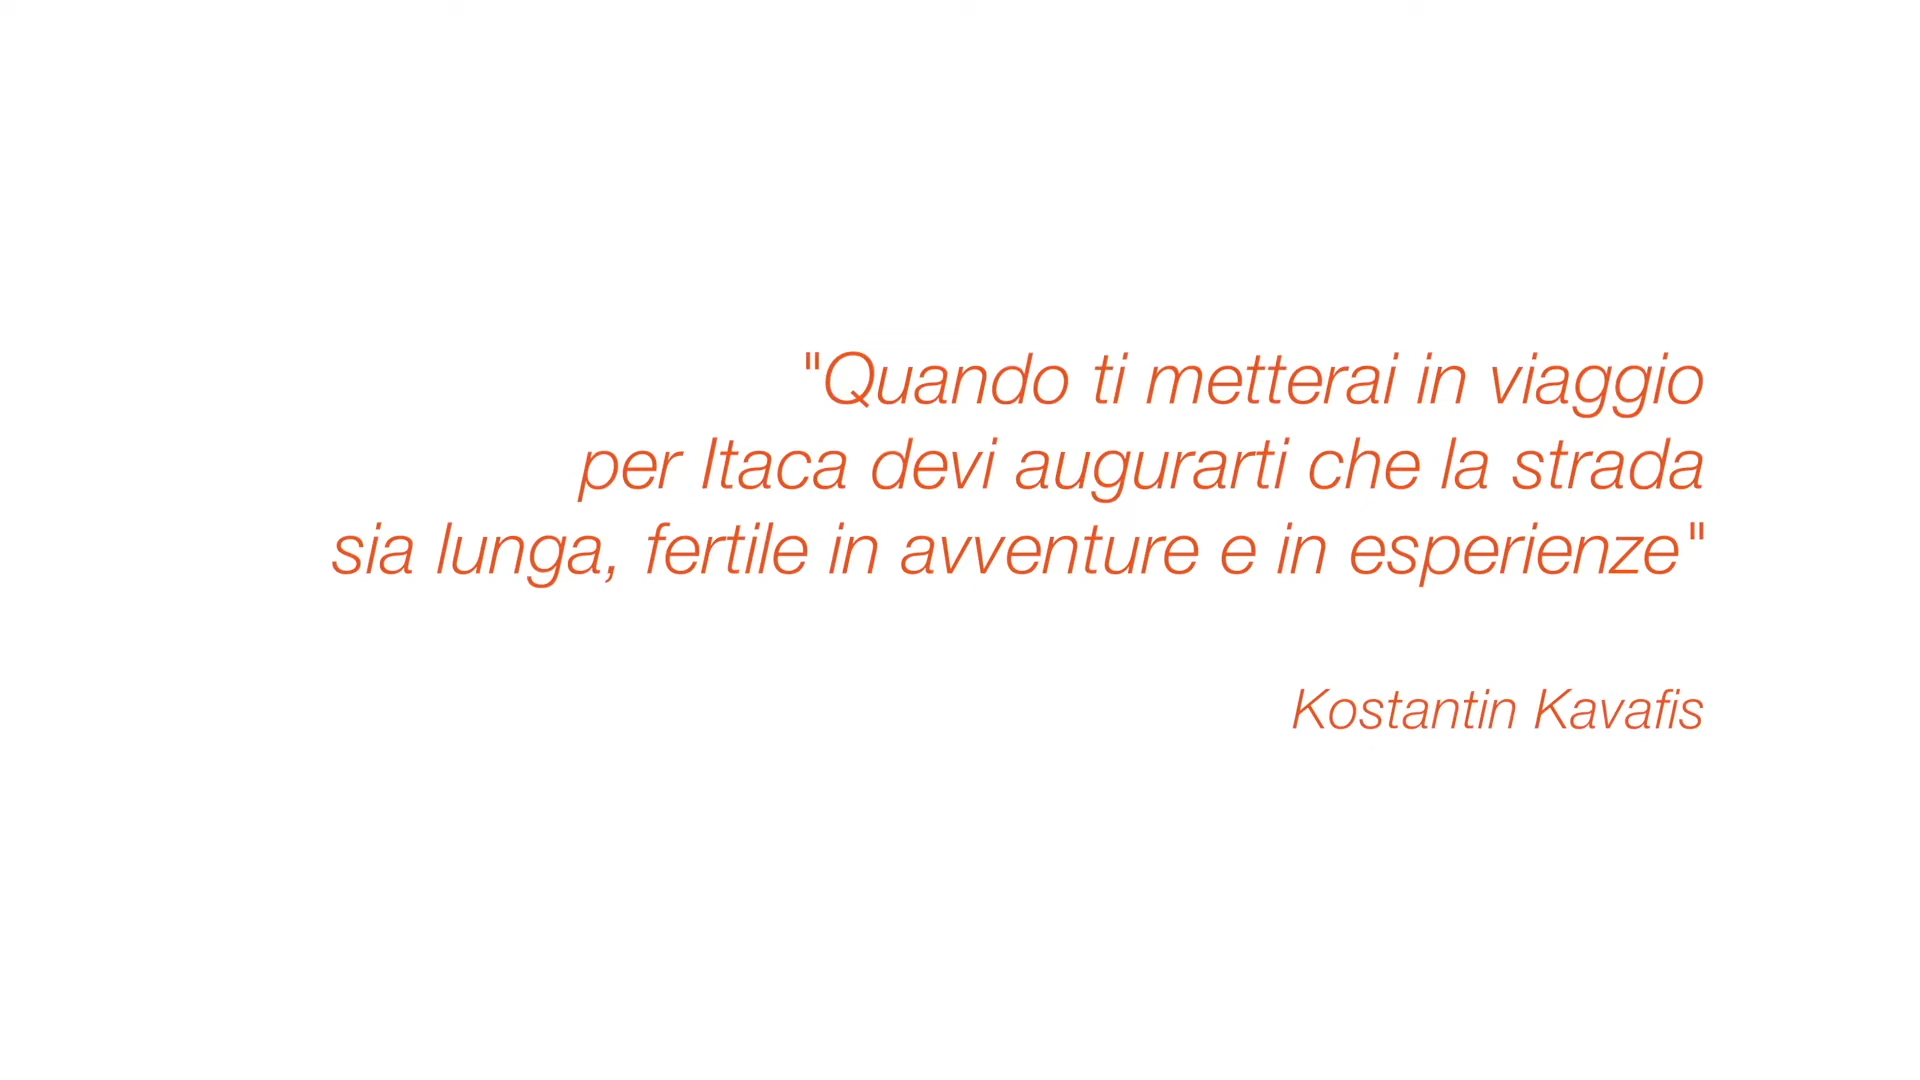 "Quando ti metterai in viaggio
per Itaca devi augurarti che la strada
sia lunga, fertile in avventure e in esperienze"
Kostantin Kavafis